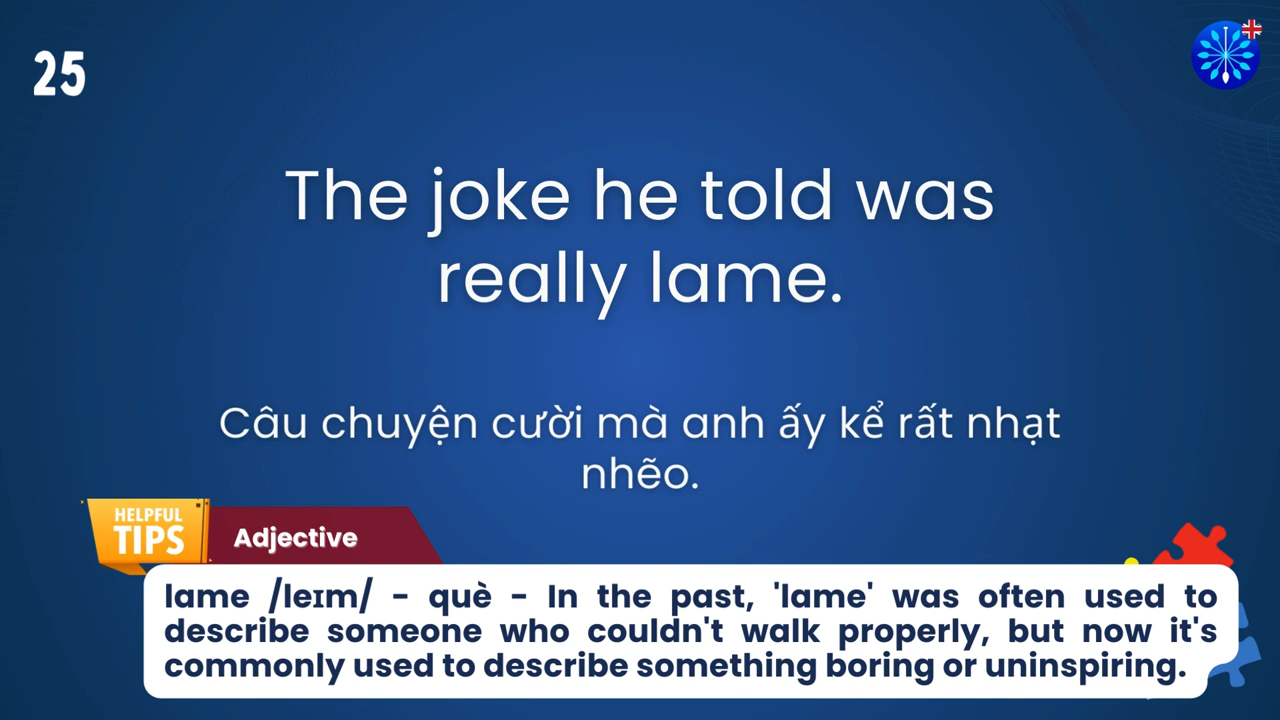 25
The joke he told was
really lame.
Câu chuyện cười mà anh ấy kể rất nhạt
nhẽo.
HELPFUL
TIPS
Adjective
lame /leɪm/ - què - In the past, 'lame' was often used to
describe someone who couldn't walk properly, but now it's
commonly used to describe something boring or uninspiring.